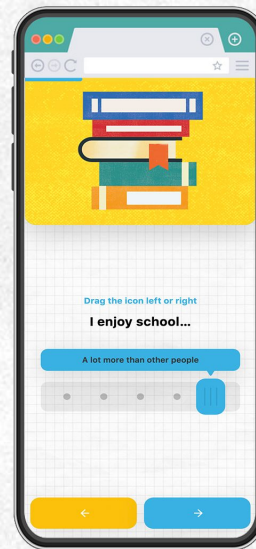 Drag the icon left or right
I enjoy school...
A lot more than other people